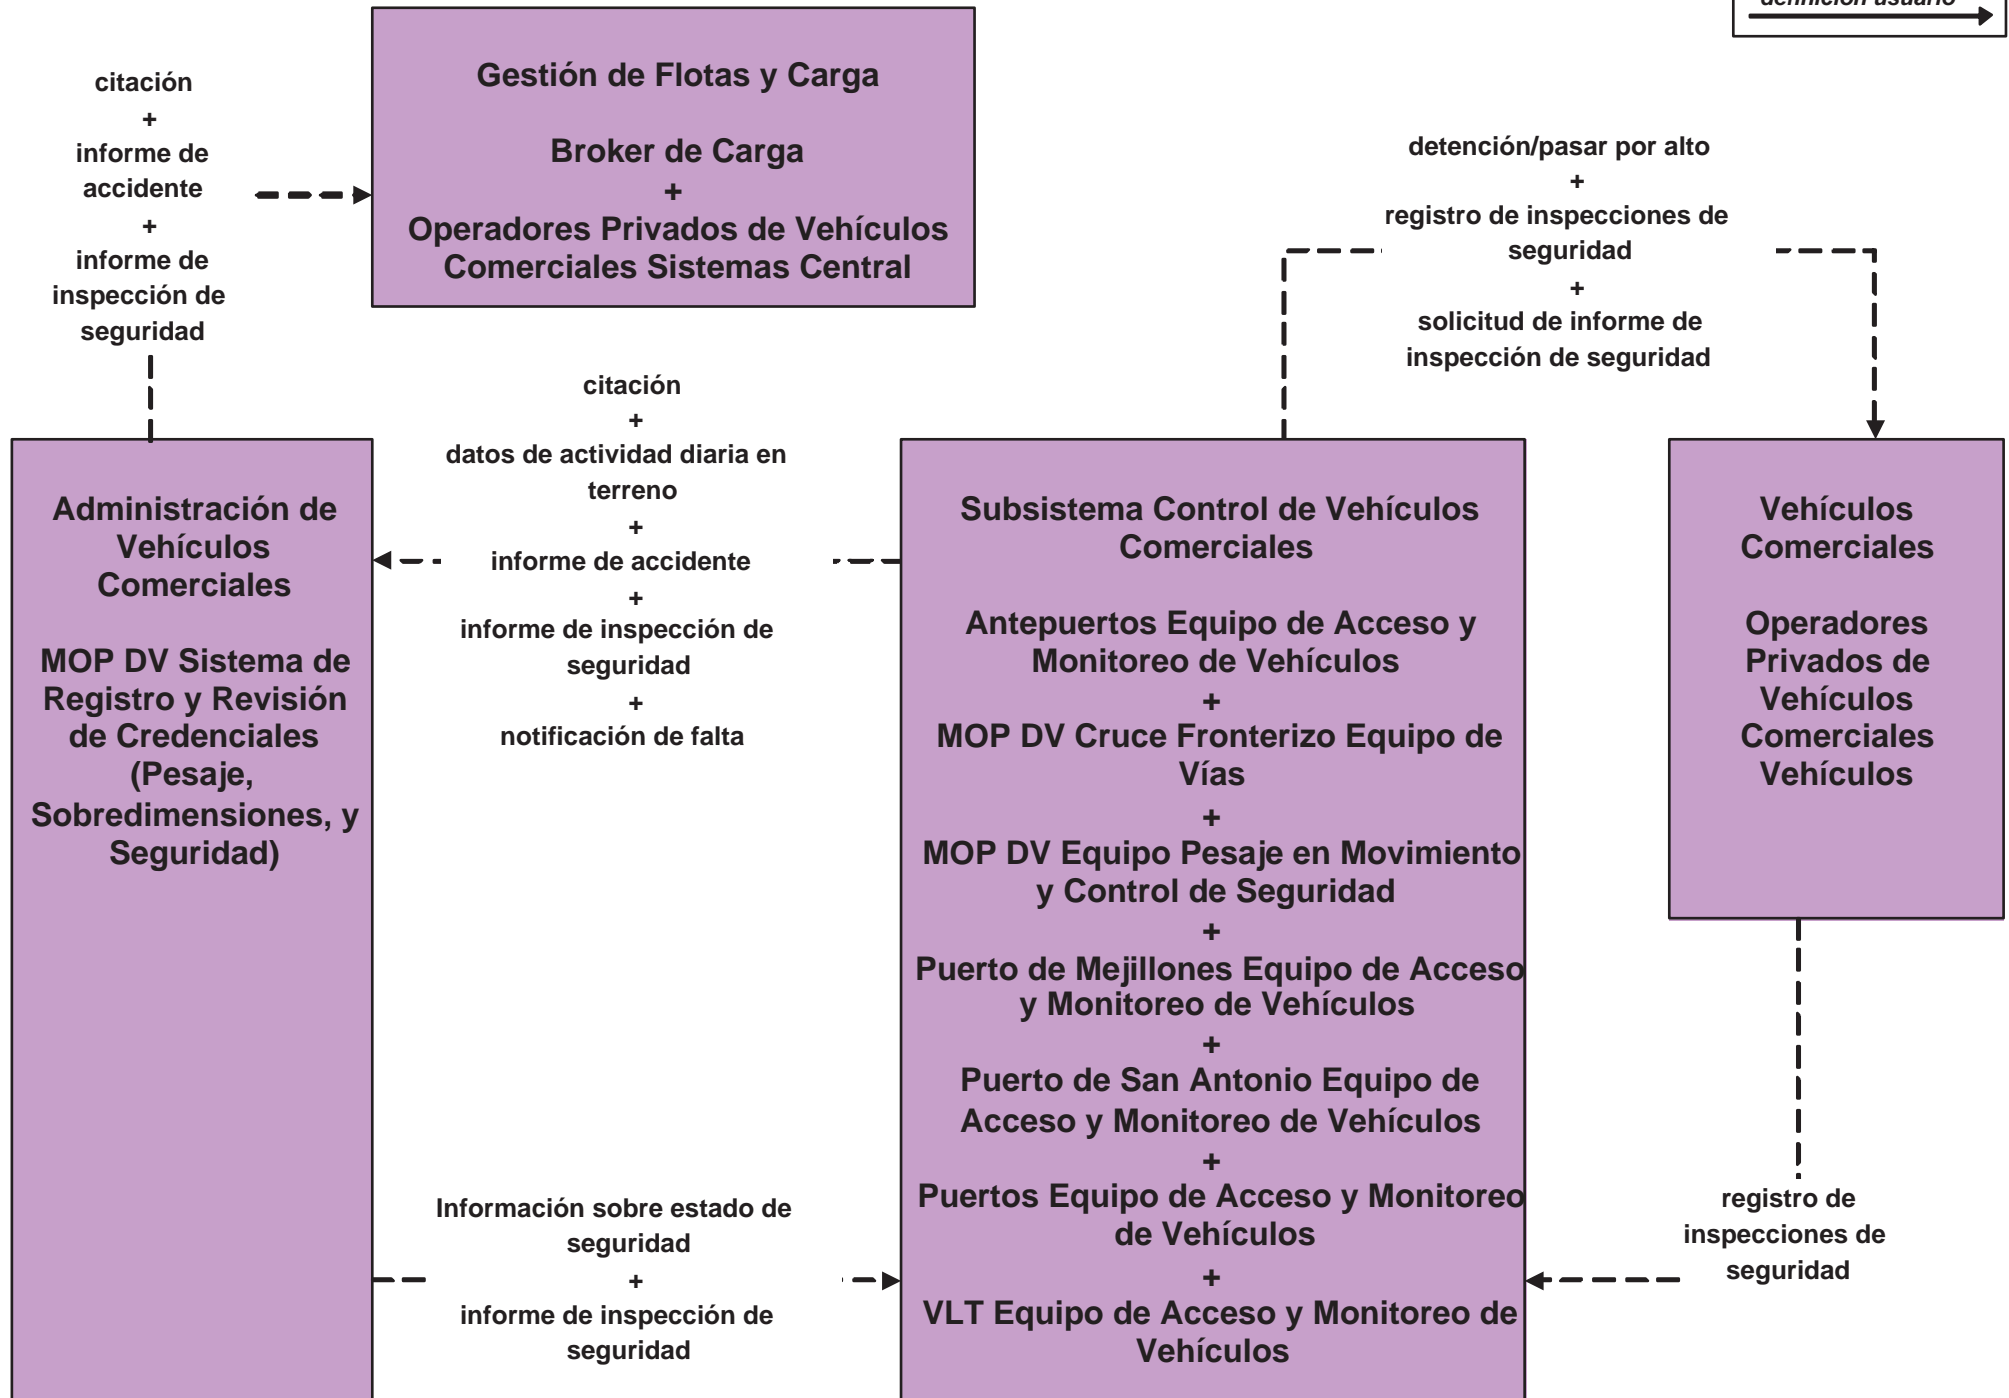 definición usuario
citación
+
informe de
accidente
+
informe de
inspección de
seguridad
Gestión de Flotas y Carga
Broker de Carga
+
Operadores Privados de Vehículos
Comerciales Sistemas Central
detención/pasar por alto
+
registro de inspecciones de
seguridad
+
solicitud de informe de
inspección de seguridad
citación
+
datos de actividad diaria en
terreno
+
informe de accidente
+
informe de inspección de
seguridad
+
notificación de falta
Administración de
Vehículos
Comerciales
MOP DV Sistema de
Registro y Revisión
de Credenciales
(Pesaje,
Sobredimensiones, y
Seguridad)
Subsistema Control de Vehículos
Comerciales
Antepuertos Equipo de Acceso y
Monitoreo de Vehículos
+
MOP DV Cruce Fronterizo Equipo de
Vías
+
MOP DV Equipo Pesaje en Movimiento
y Control de Seguridad
+
Puerto de Mejillones Equipo de Acceso
y Monitoreo de Vehículos
+
Puerto de San Antonio Equipo de
Acceso y Monitoreo de Vehículos
+
Puertos Equipo de Acceso y Monitoreo
de Vehículos
+
VLT Equipo de Acceso y Monitoreo de
Vehículos
Vehículos
Comerciales
Operadores
Privados de
Vehículos
Comerciales
Vehículos
Información sobre estado de
seguridad
+
informe de inspección de
seguridad
registro de
inspecciones de
seguridad